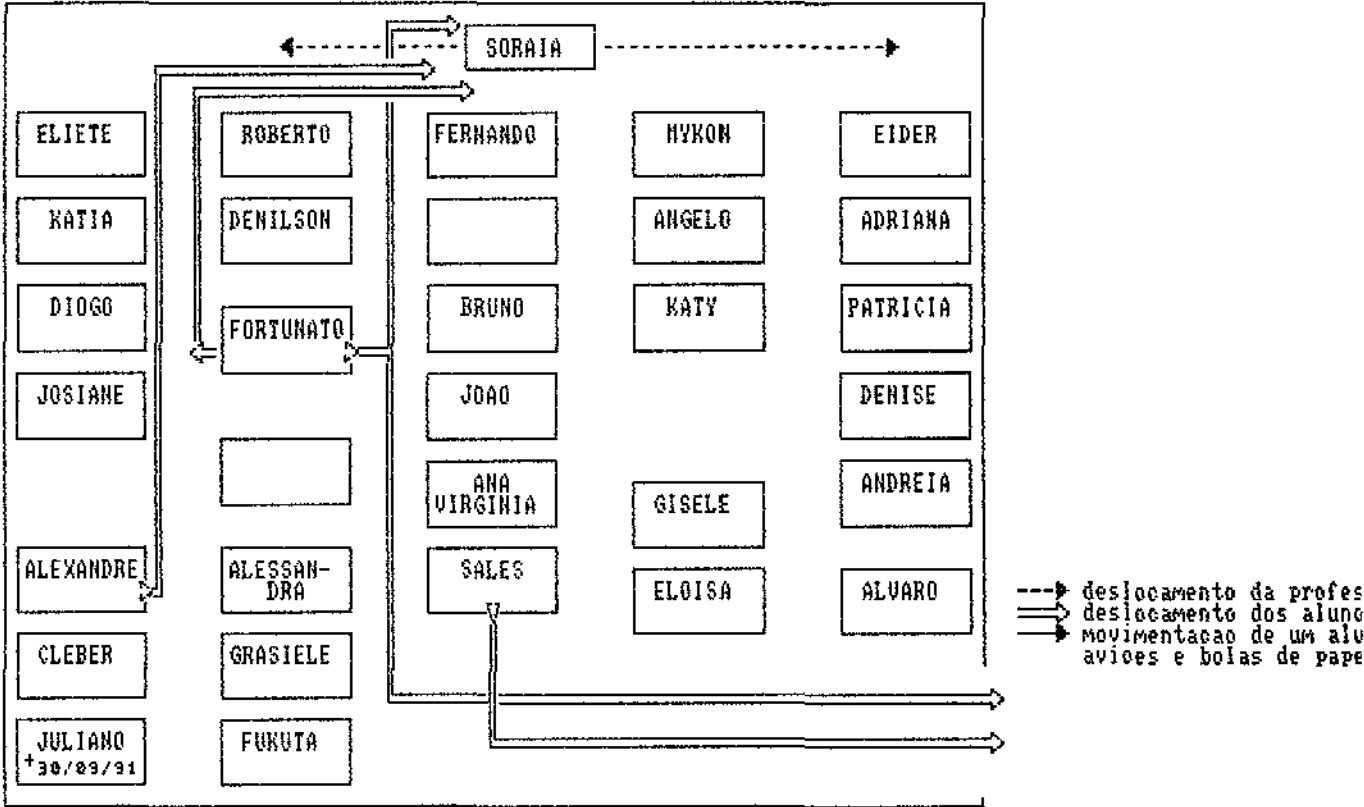 SORAIA
ELIETE
ROBERTO
FERNANDO
MYKON
EIDER
KATIA
DENILSON
ANGELO
ADRIANA
DIOGO
FORTUNATO
BRUNO
KATY
PATRICIA
JOSIANE
JOAO
DENISE
ANA
VIRGINIA
GISELE
ANDREIA
ALEXANDRE
ALESSAN-
DRA
SALES
ELOISA
ALVARO
deslocamento da profes
deslocamento dos aluno
movimentacao de um alu
avioes e bolas de pape
CLEBER
GRASIELE
JULIANO
+30/09/91
FUKUTA